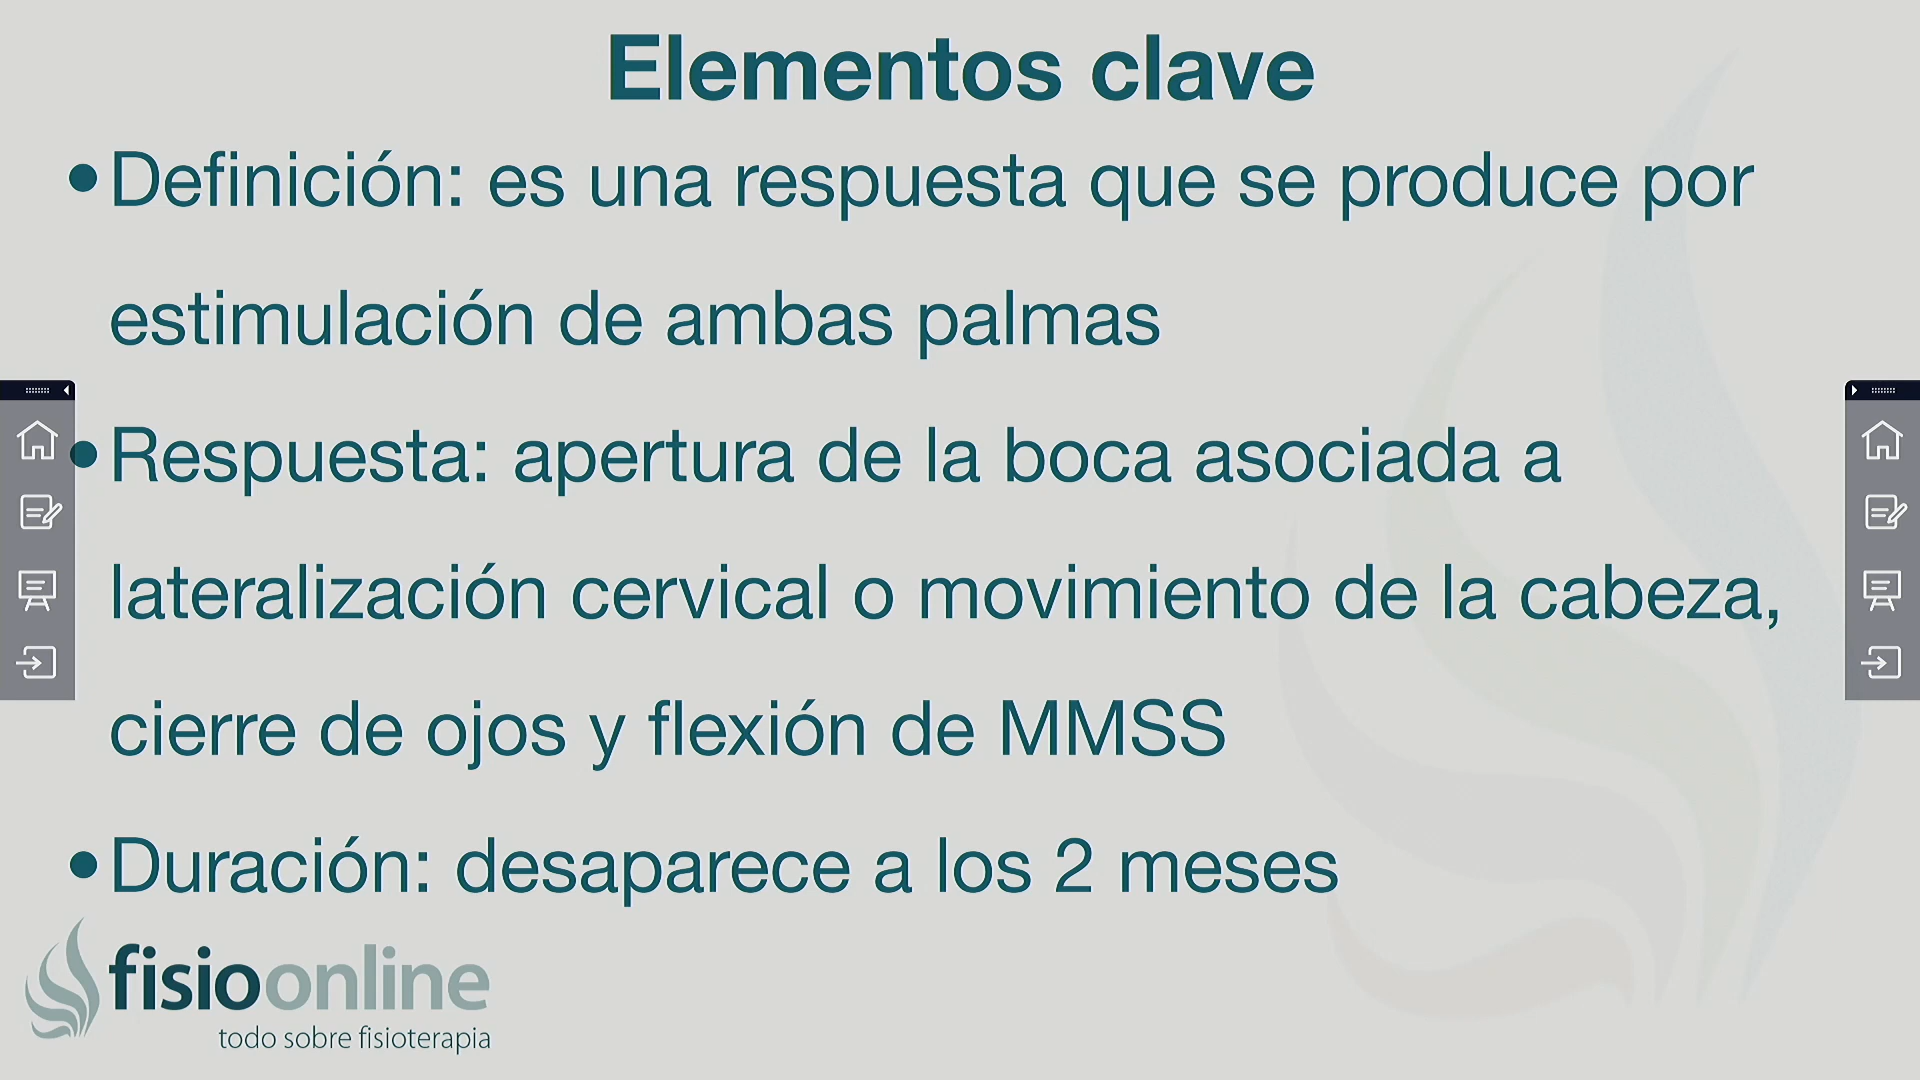 Elementos clave
•Definición: es una respuesta que se produce por
estimulación de ambas palmas
•Respuesta: apertura de la boca asociada a
lateralización cervical o movimiento de la cabeza,
cierre de ojos y flexión de MMSS
•Duración: desaparece a los 2 meses
fisioonline
todo sobre fisioterapia